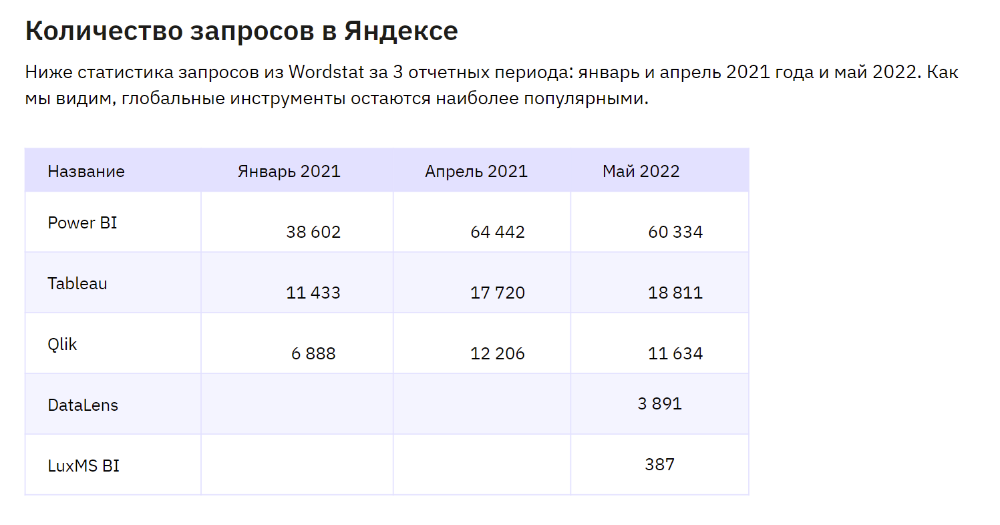 Количество запросов в Яндексе
Ниже статистика запросов из Wordstat за 3 отчетных периода: январь и апрель 2021 года и май 2022. Как
мы видим, глобальные инструменты остаются наиболее популярными.
Название Январь 2021 Апрель 2021 Май 2022
Power BI 38 602 64 442 60 334
Tableau 11 433 17 720 18 811
Qlik 6 888 12 206 11 634
DataLens 3 891
LuxMS BI 387